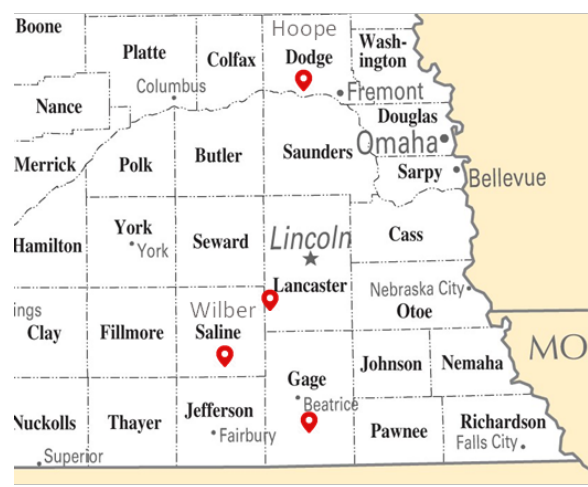 Boone
Hoope
Platte
Colfax
Dodge
Wash-
ington
Columbus
Fremont
Nance
Douglas
Omaha
Merrick
Polk
Butler
Saunders
Sarpy
Bellevue
York
York
Seward
Lincoln
Cass
Hamilton
Lancaster
Nebraska City
Otoe
ings
Wilber
Clay
Fillmore
Saline
MO
Johnson
Nemaha
Gage
Beatrice
Nuckolls
Thayer
Jefferson
Fairbury
Pawnee
Richardson
Falls City
Superior